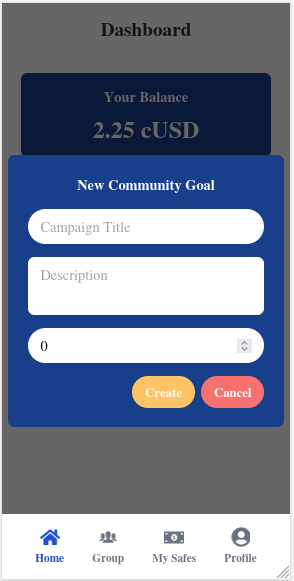 Dashboard
Your Balance
2.25 cUSD
New Community Goal
Campaign Title
Description
0
Create Cancel
Home Group My Safes Profile